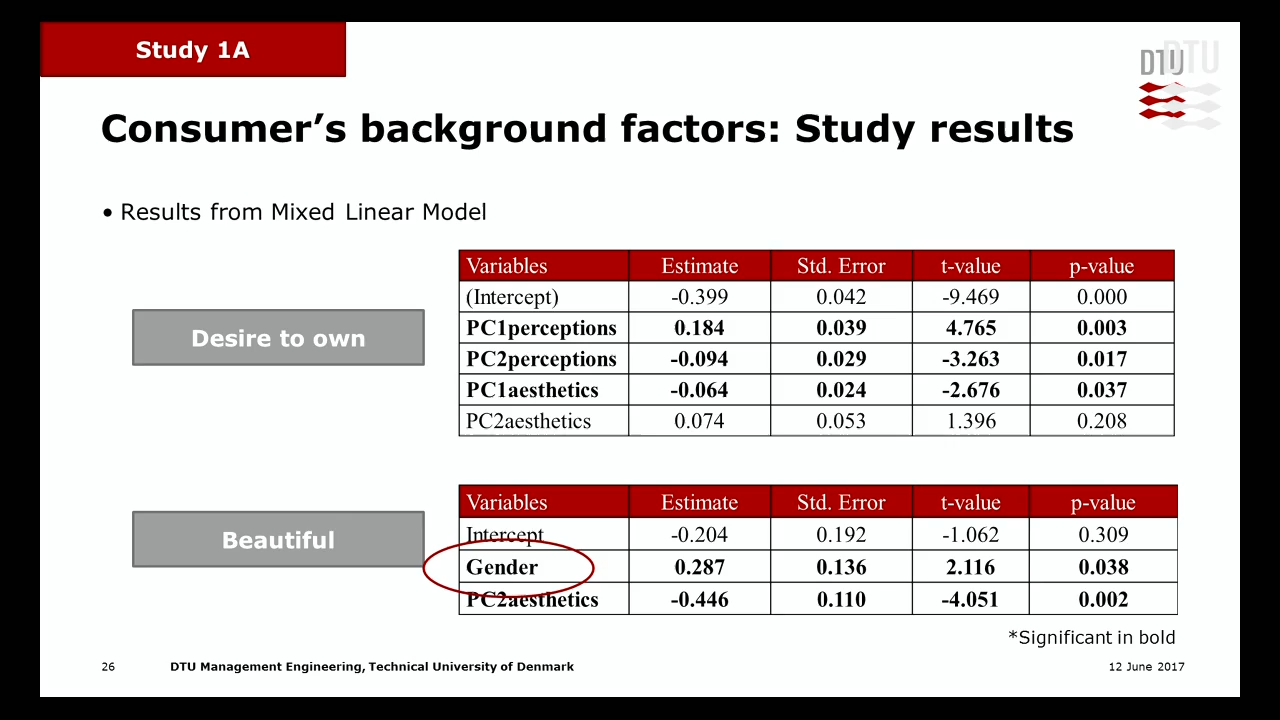 Study 1A
DTU DTU
Consumer’s background factors: Study results
• Results from Mixed Linear Model
Desire to own
Variables Estimate Std. Error t-value p-value
(Intercept) -0.399 0.042 -9.469 0.000
PC1perceptions 0.184 0.039 4.765 0.003
PC2perceptions -0.094 0.029 -3.263 0.017
PC1aesthetics -0.064 0.024 -2.676 0.037
PC2aesthetics 0.074 0.053 1.396 0.208
Beautiful
Variables Estimate Std. Error t-value p-value
Intercept -0.204 0.192 -1.062 0.309
Gender 0.287 0.136 2.116 0.038
PC2aesthetics -0.446 0.110 -4.051 0.002
*Significant in bold
26 DTU Management Engineering, Technical University of Denmark 12 June 2017